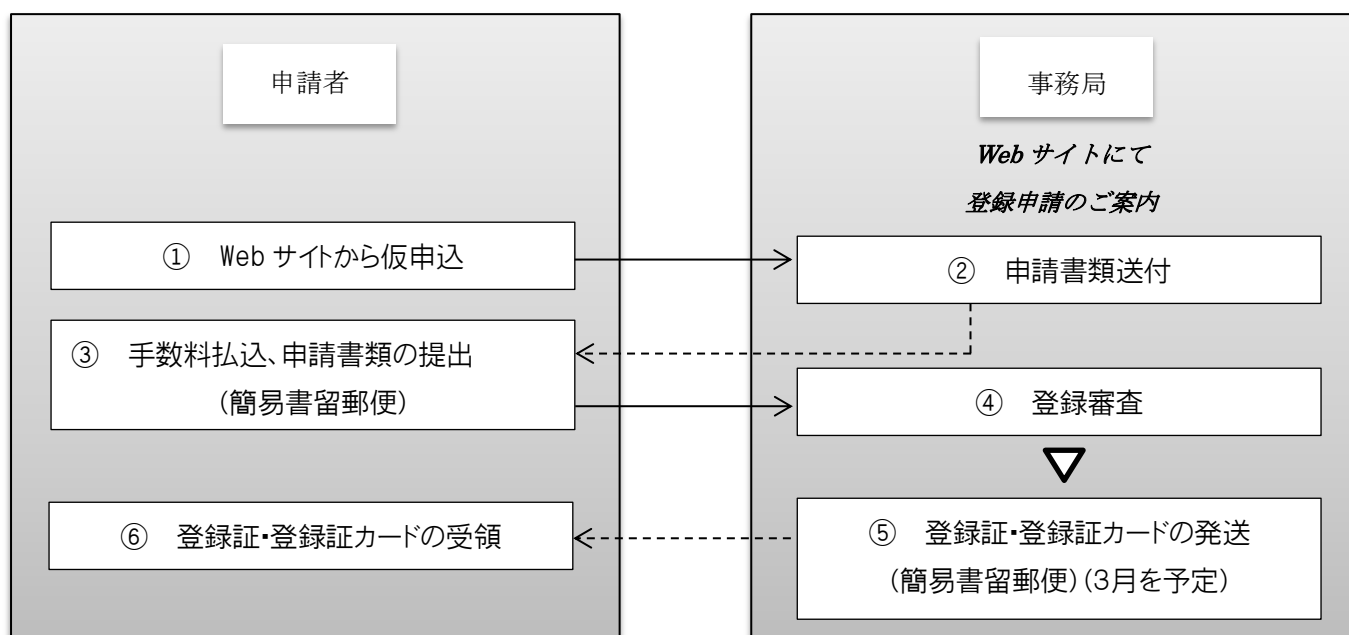 申請者
事務局
Web サイトにて
登録申請のご案内
① Web サイトから仮申込
② 申請書類送付
③ 手数料払込、申請書類の提出
(簡易書留郵便)
④ 登録審査
⑤ 登録証・登録証カードの発送
(簡易書留郵便)(3月を予定)
⑥ 登録証・登録証カードの受領